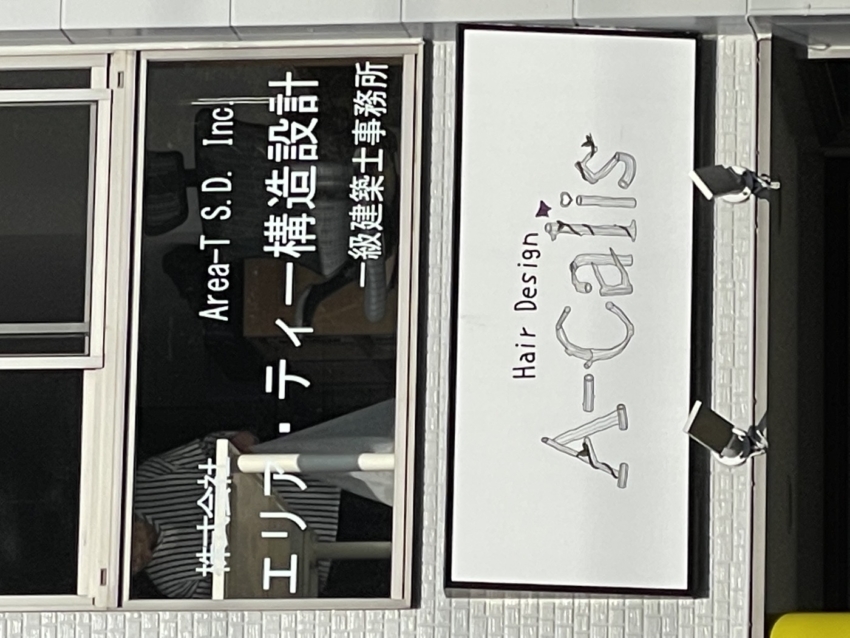 株式会社 Area-T S.D. Inc.
エリア・ティー構造設計
一級建築士事務所
Hair Design
A-Calis